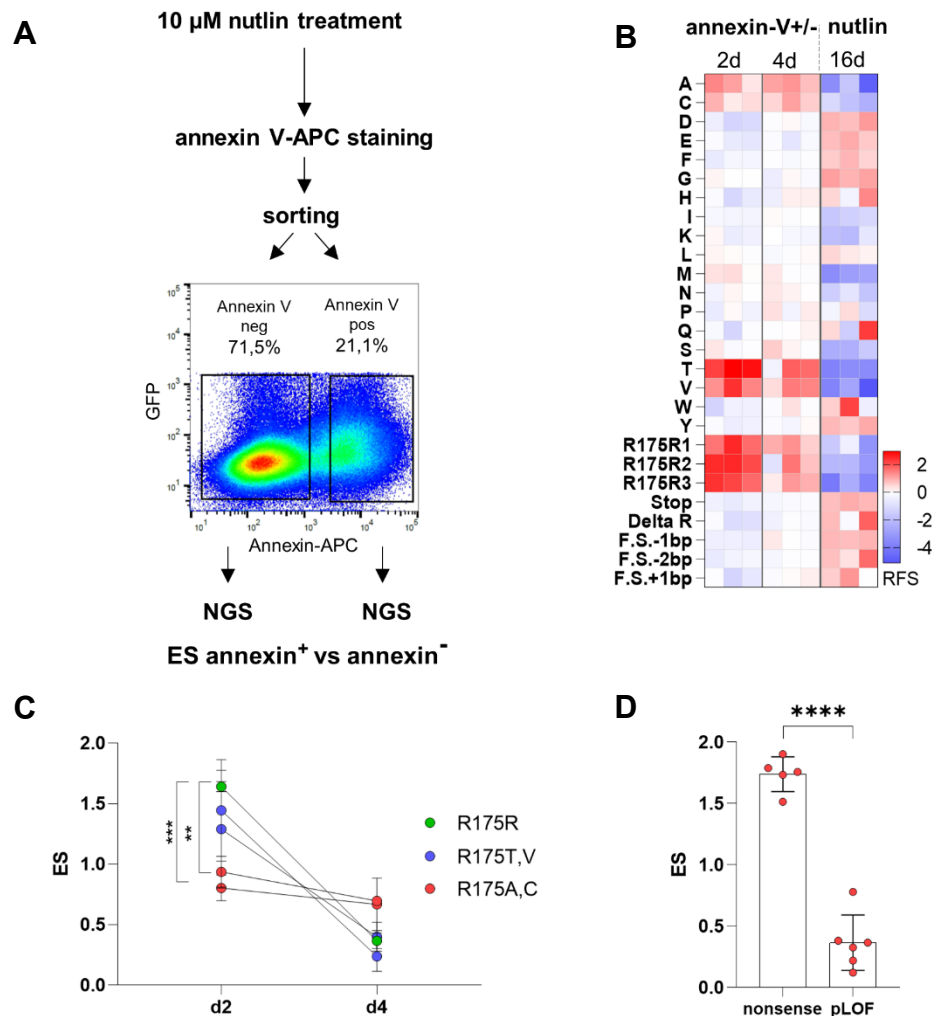 A
10 µM nutlin treatment
annexin V-APC staining
sorting
10⁵
10⁴
10³
10²
10¹
GFP
Annexin V
neg
71,5%
Annexin V
pos
21,1%
10¹
10²
10³
10⁴
10⁵
Annexin-APC
NGS
NGS
ES annexin⁺ vs annexin⁻
B
annexin-V+/- nutlin
2d 4d 16d
A
C
D
E
F
G
H
I
K
L
M
N
P
Q
S
T
V
W
Y
R175R1
R175R2
R175R3
Stop
Delta R
F.S.-1bp
F.S.-2bp
F.S.+1bp
2
0
-2
-4
RFS
C
2.0
1.5
1.0
0.5
0.0
ES
***
**
d2
d4
R175R
R175T,V
R175A,C
D
****
2.0
1.5
1.0
0.5
0.0
ES
nonsense pLOF